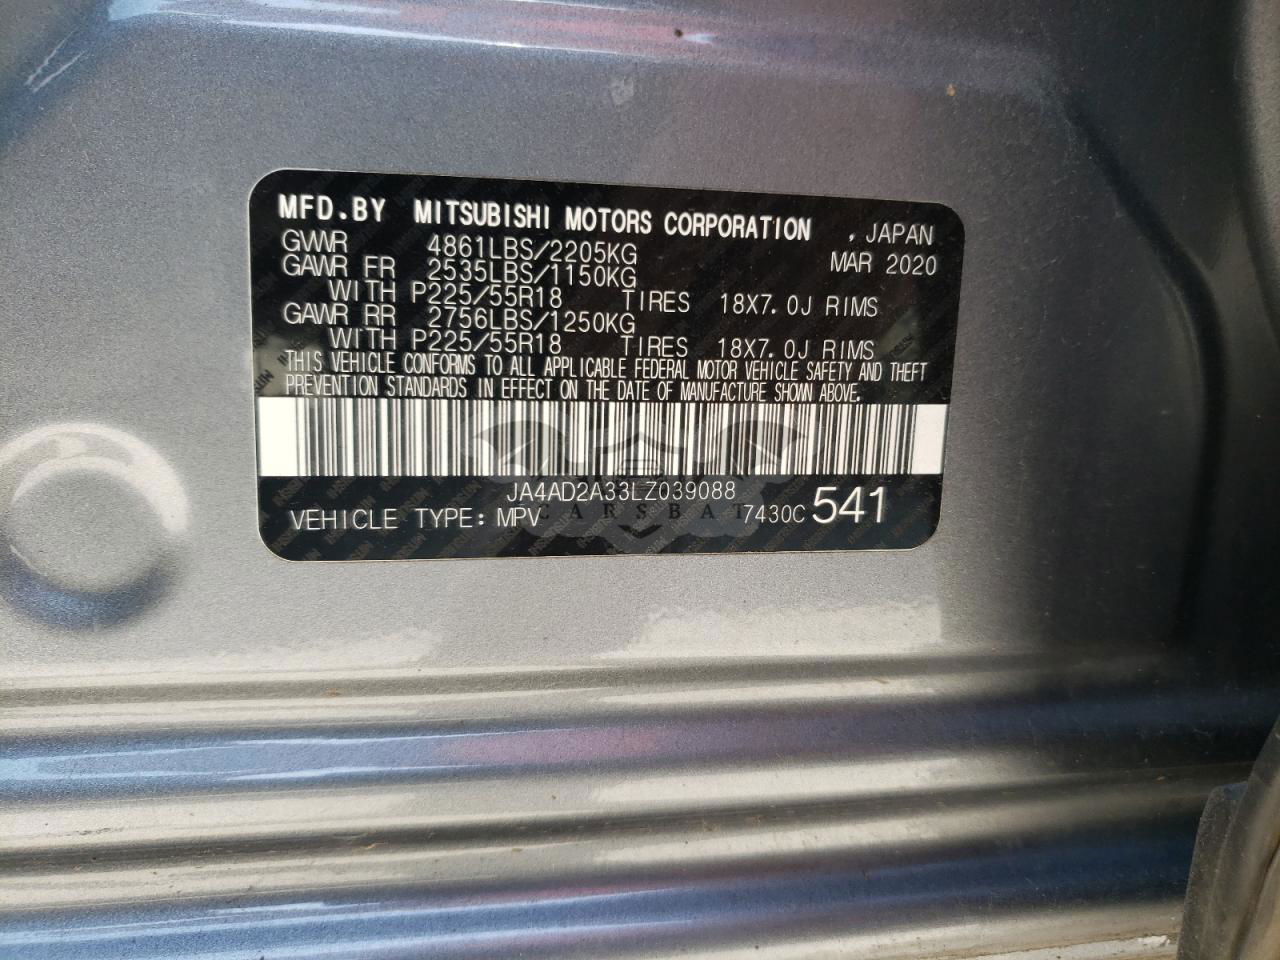 MFD.BY MITSUBISHI MOTORS CORPORATION , JAPAN
GVWR 4861LBS/2205KG MAR 2020
GAWR FR 2535LBS/1150KG
WITH P225/55R18 TIRES 18X7.0J RIMS
GAWR RR 2756LBS/1250KG
WITH P225/55R18 TIRES 18X7.0J RIMS
THIS VEHICLE CONFORMS TO ALL APPLICABLE FEDERAL MOTOR VEHICLE SAFETY AND THEFT
PREVENTION STANDARDS IN EFFECT ON THE DATE OF MANUFACTURE SHOWN ABOVE.
JA4AD2A33LZ039088
CARSBAT
VEHICLE TYPE: MPV 7430C 541